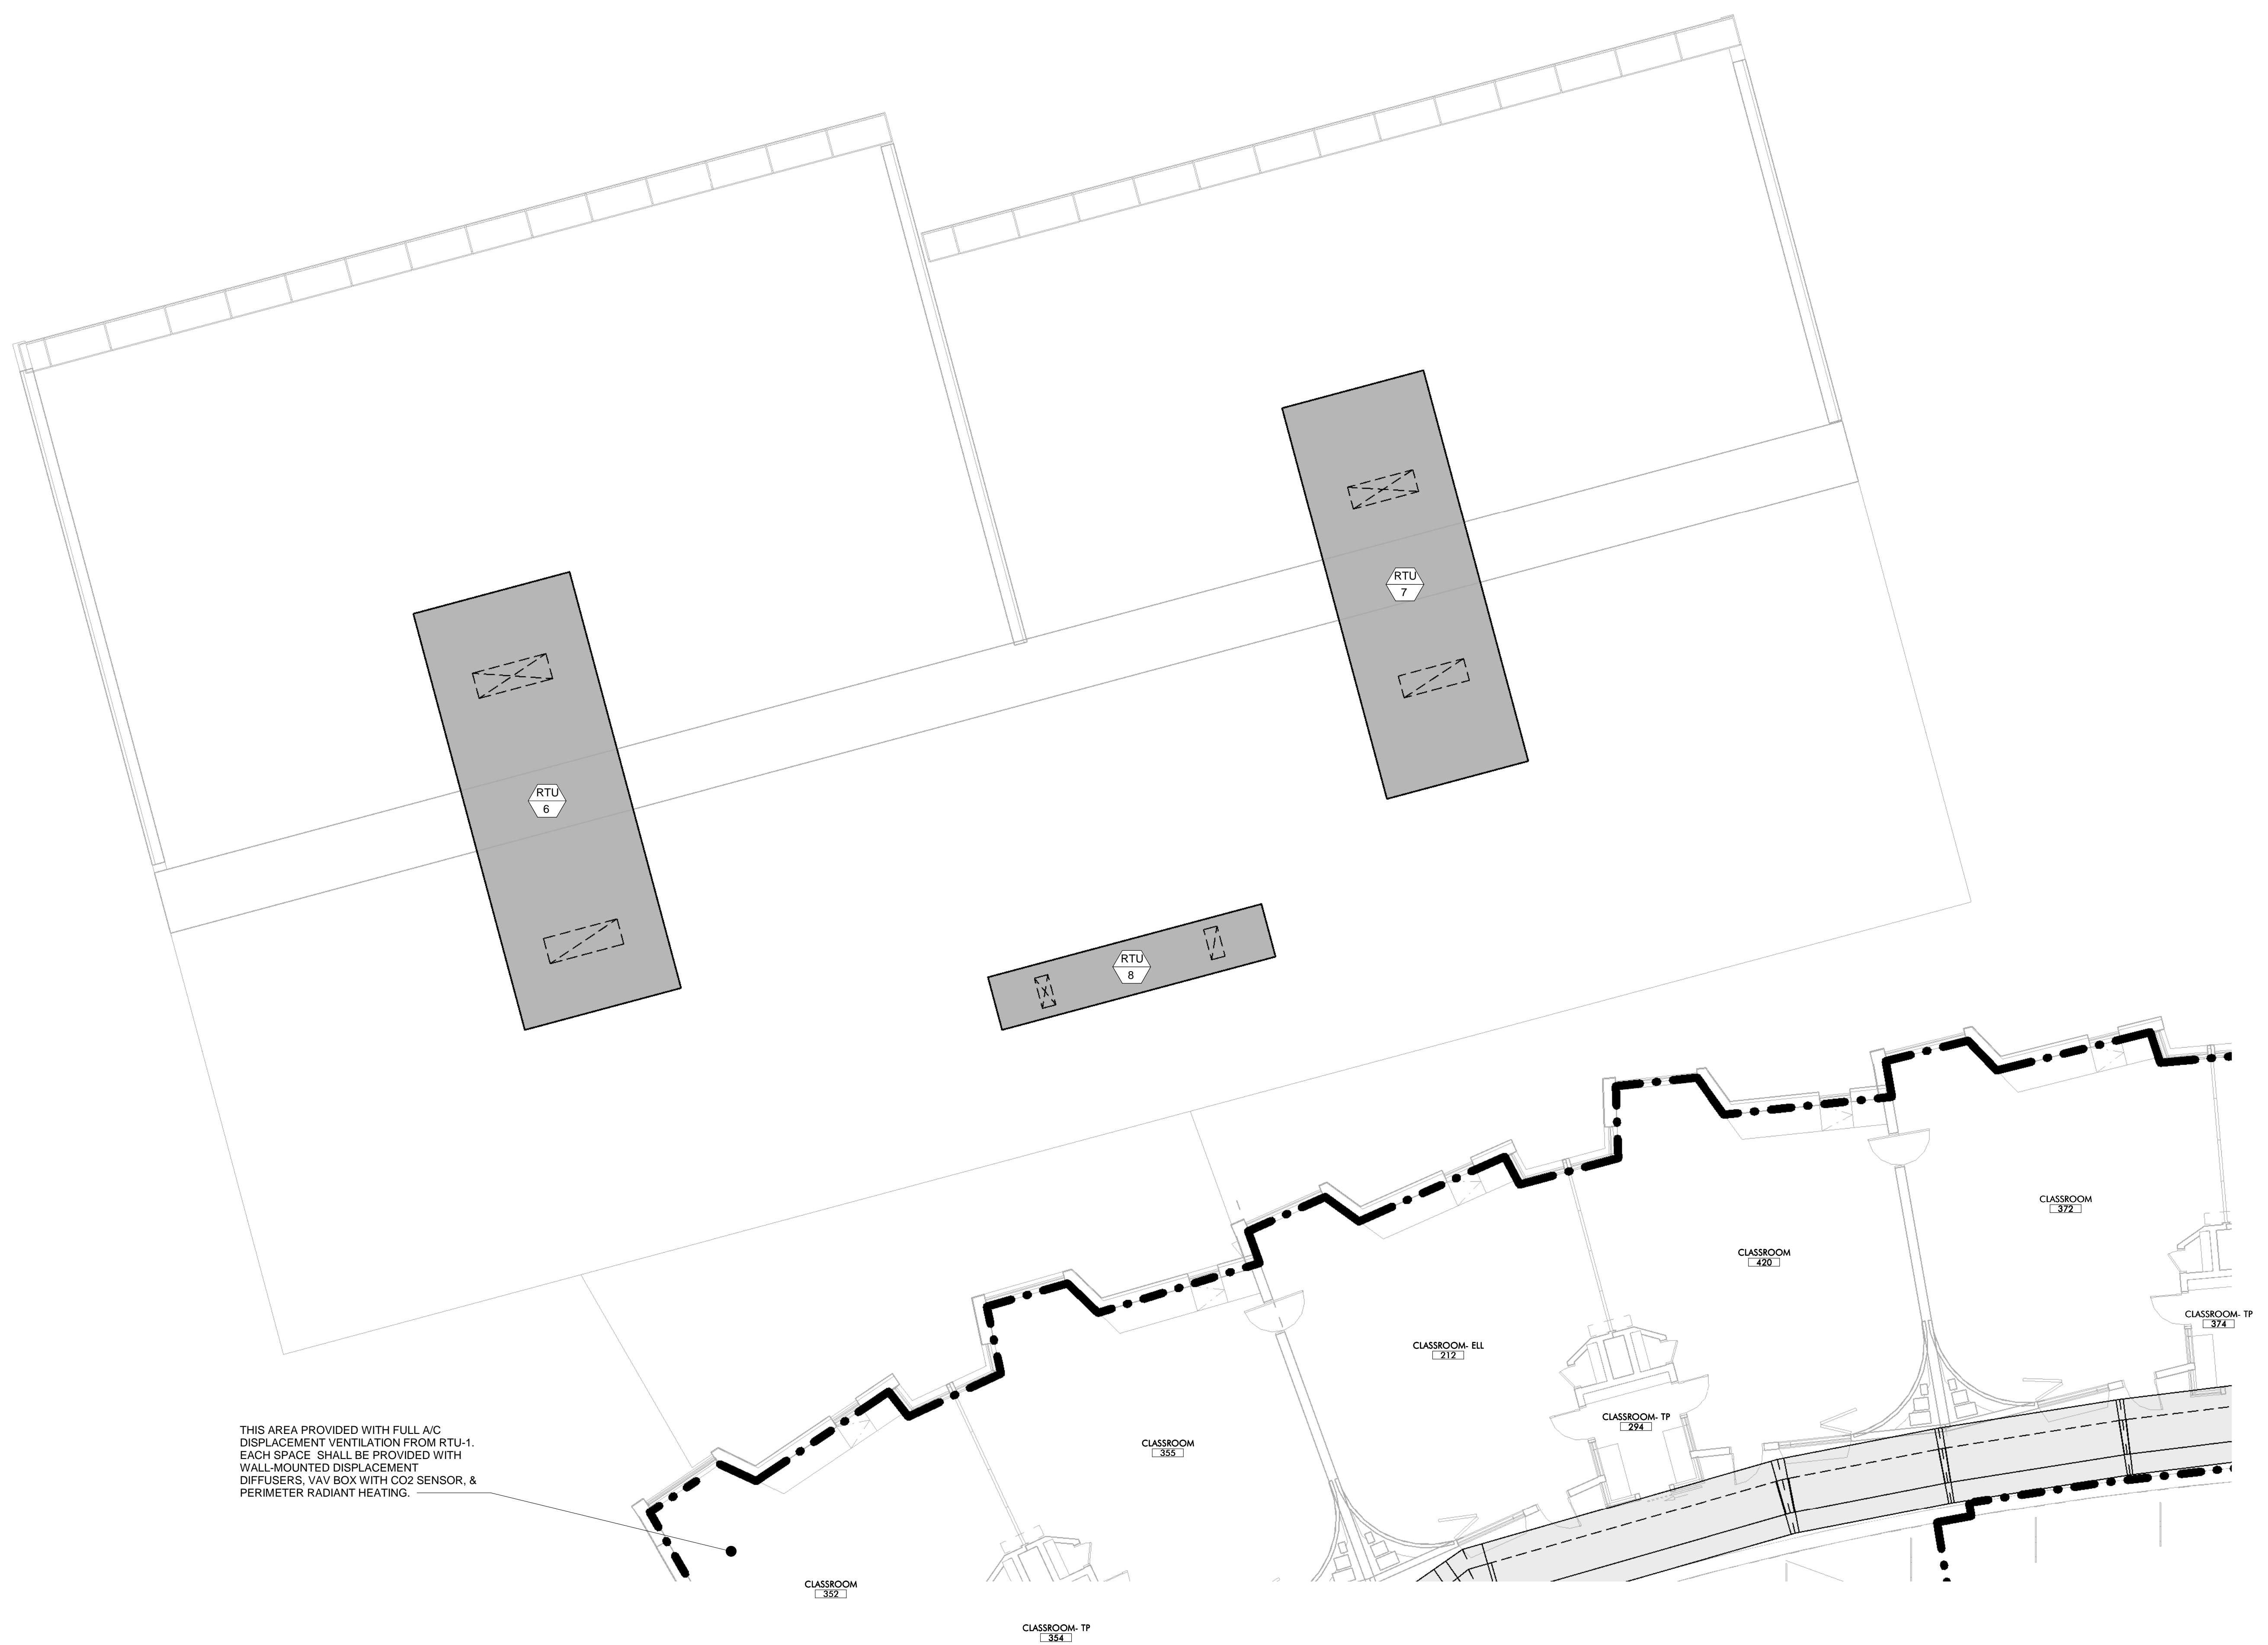 RTU
7
RTU
6
RTU
8
CLASSROOM
372
CLASSROOM
420
CLASSROOM- TP
374
CLASSROOM- ELL
212
CLASSROOM- TP
294
CLASSROOM
355
THIS AREA PROVIDED WITH FULL A/C
DISPLACEMENT VENTILATION FROM RTU-1.
EACH SPACE SHALL BE PROVIDED WITH
WALL-MOUNTED DISPLACEMENT
DIFFUSERS, VAV BOX WITH CO2 SENSOR, &
PERIMETER RADIANT HEATING.
CLASSROOM
352
CLASSROOM- TP
354